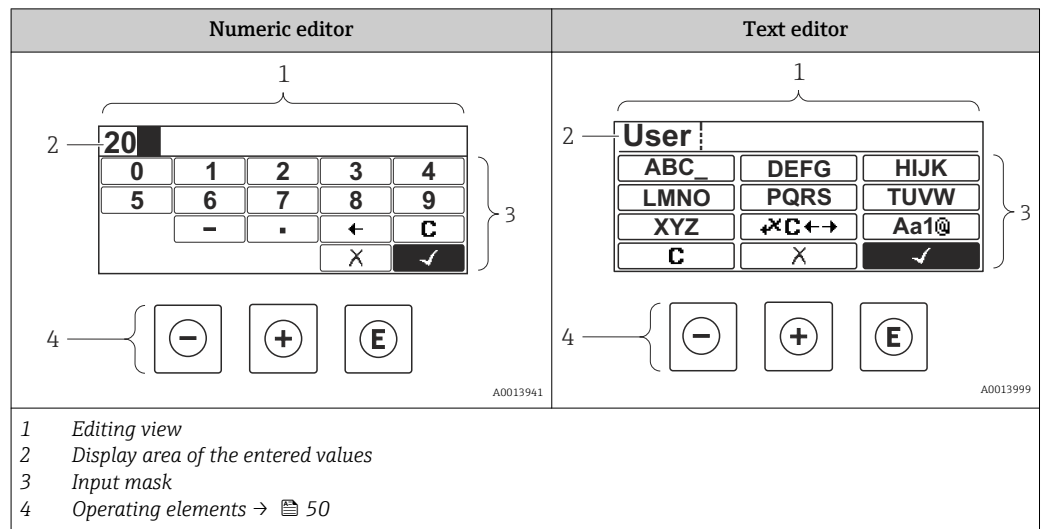 Numeric editor
Text editor
1
2
20
0 1 2 3 4
5 6 7 8 9
- . ← C
X ✓
3
4
- + E
A0013941
1
2
User
ABC_ DEFG HIJK
LMNO PQRS TUVW
XYZ ↶×C←→ Aa1@
C X ✓
3
4
- + E
A0013999
1 Editing view
2 Display area of the entered values
3 Input mask
4 Operating elements → 🖹 50